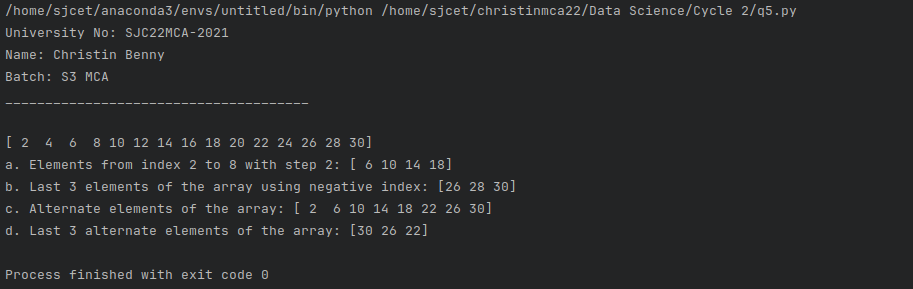 /home/sjcet/anaconda3/envs/untitled/bin/python /home/sjcet/christinmca22/Data Science/Cycle 2/q5.py
University No: SJC22MCA-2021
Name: Christin Benny
Batch: S3 MCA
______________________________________
[ 2  4  6  8 10 12 14 16 18 20 22 24 26 28 30]
a. Elements from index 2 to 8 with step 2: [ 6 10 14 18]
b. Last 3 elements of the array using negative index: [26 28 30]
c. Alternate elements of the array: [ 2  6 10 14 18 22 26 30]
d. Last 3 alternate elements of the array: [30 26 22]
Process finished with exit code 0